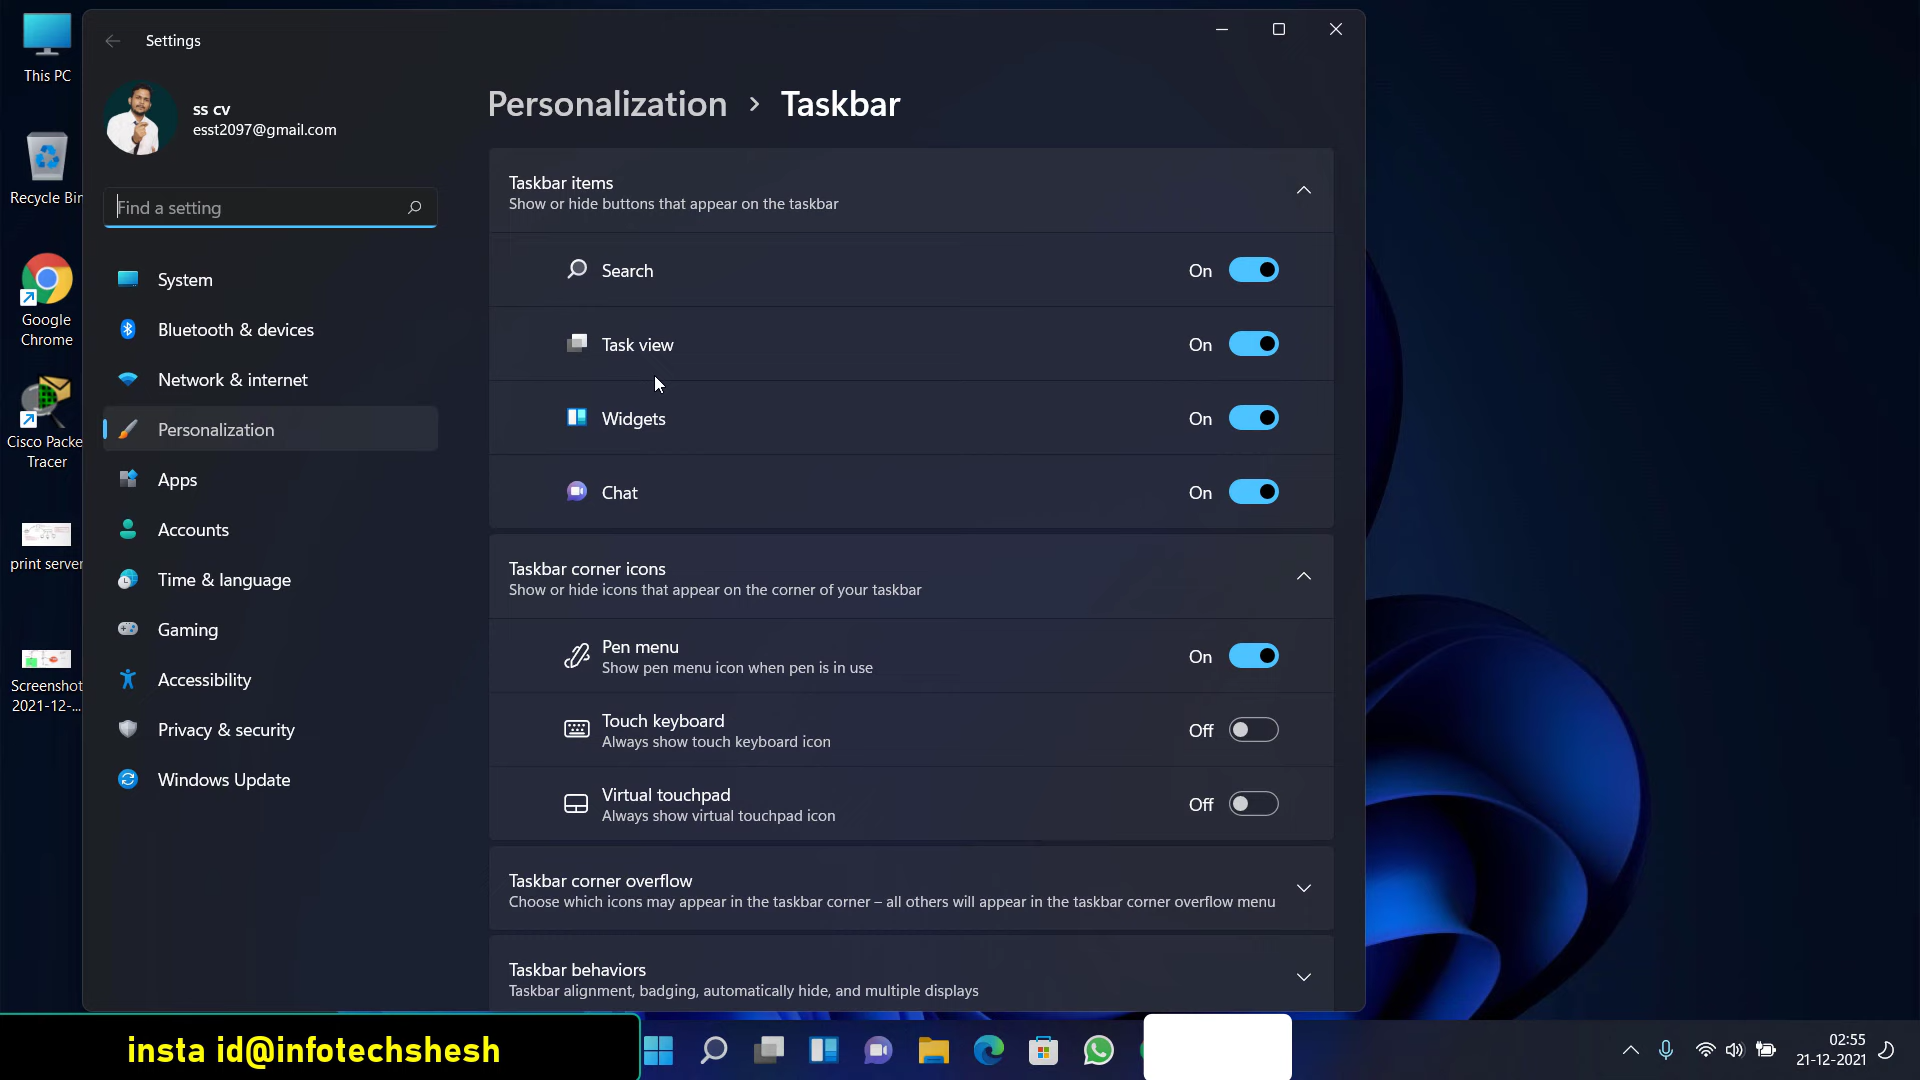 This PC
Recycle Bin
Google
Chrome
Cisco Packe
Tracer
print server
Screenshot
2021-12-...
Settings
ss cv
esst2097@gmail.com
Find a setting
System
Bluetooth & devices
Network & internet
Personalization
Apps
Accounts
Time & language
Gaming
Accessibility
Privacy & security
Windows Update
Personalization > Taskbar
Taskbar items
Show or hide buttons that appear on the taskbar
Search On
Task view On
Widgets On
Chat On
Taskbar corner icons
Show or hide icons that appear on the corner of your taskbar
Pen menu
Show pen menu icon when pen is in use
On
Touch keyboard
Always show touch keyboard icon
Off
Virtual touchpad
Always show virtual touchpad icon
Off
Taskbar corner overflow
Choose which icons may appear in the taskbar corner – all others will appear in the taskbar corner overflow menu
Taskbar behaviors
Taskbar alignment, badging, automatically hide, and multiple displays
insta id@infotechshesh
02:55
21-12-2021